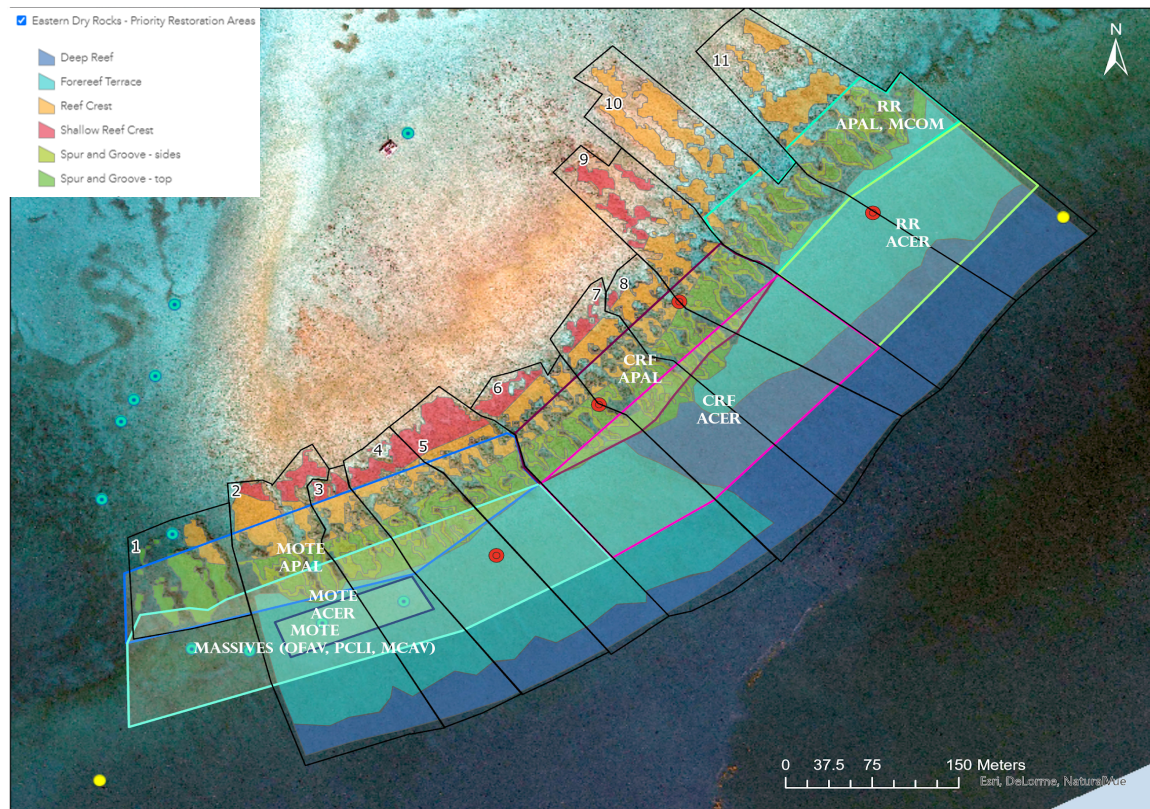 Eastern Dry Rocks - Priority Restoration Areas
Deep Reef
Forereef Terrace
Reef Crest
Shallow Reef Crest
Spur and Groove - sides
Spur and Groove - top
N
11
RR
APAL, MCOM
10
9
RR
ACER
8
7
CRF
APAL
6
CRF
ACER
5
4
3
2
1
MOTE
APAL
MOTE
ACER
MOTE
MASSIVES (OFAV, PCLI, MCAV)
0 37.5 75 150 Meters
Esri, DeLorme, NaturalVue